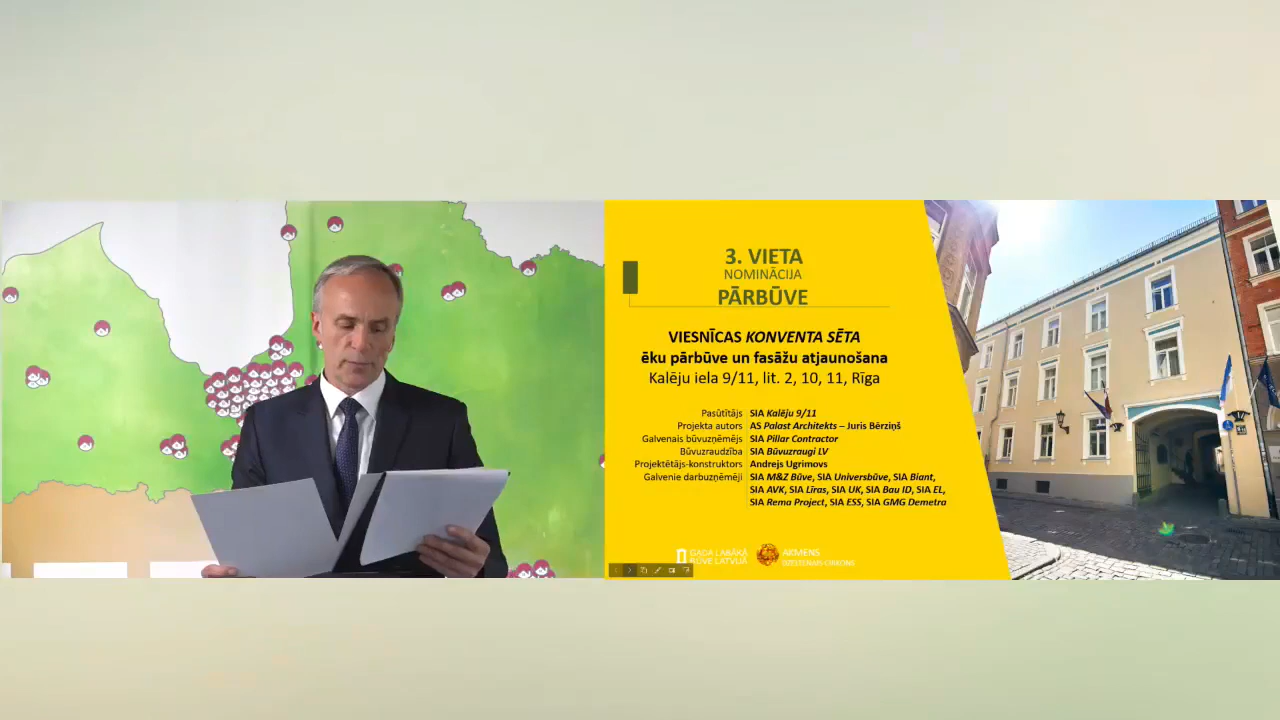 3. VIETA
NOMINĀCIJA
PĀRBŪVE
VIESNĪCAS KONVENTA SĒTA
ēku pārbūve un fasāžu atjaunošana
Kalēju iela 9/11, lit. 2, 10, 11, Rīga
Pasūtītājs SIA Kalēju 9/11
Projekta autors AS Palast Architekts – Juris Bērziņš
Galvenais būvuzņēmējs SIA Pillar Contractor
Būvuzraudzība SIA Būvuzraugi LV
Projektētājs-konstruktors Andrejs Ugrimovs
Galvenie darbuzņēmēji SIA M&Z Būve, SIA Universbūve, SIA Biant,
SIA AVK, SIA Līras, SIA UK, SIA Bau ID, SIA EL,
SIA Rema Project, SIA ESS, SIA GMG Demetra
GADA LABĀKĀ
BŪVE LATVIJĀ
AKMENS
DZELTENAIS-CIRKONS